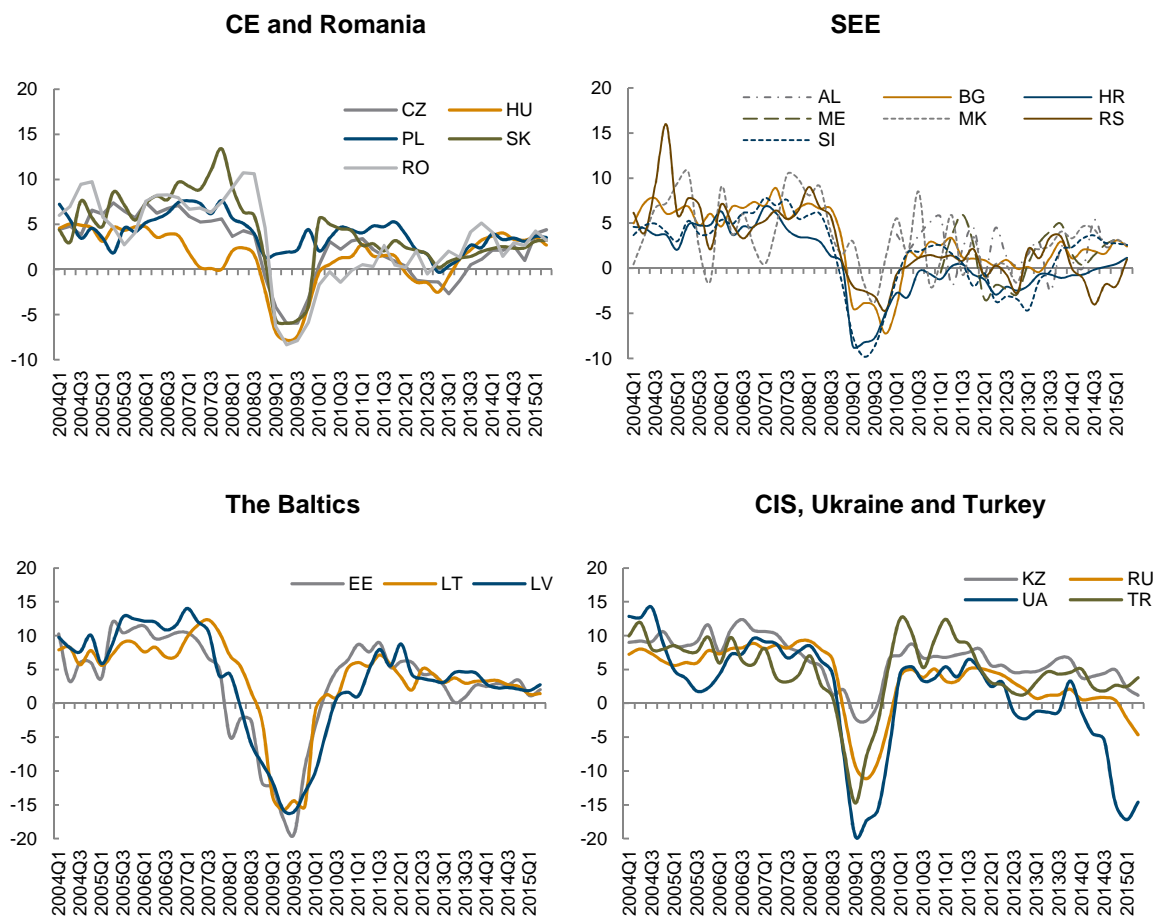 CE and Romania
20
15
10
5
0
-5
-10
CZ HU
PL SK
RO
2004Q1 2004Q3 2005Q1 2005Q3 2006Q1 2006Q3 2007Q1 2007Q3 2008Q1 2008Q3 2009Q1 2009Q3 2010Q1 2010Q3 2011Q1 2011Q3 2012Q1 2012Q3 2013Q1 2013Q3 2014Q1 2014Q3 2015Q1
SEE
20
15
10
5
0
-5
-10
AL BG HR
ME MK RS
SI
2004Q1 2004Q3 2005Q1 2005Q3 2006Q1 2006Q3 2007Q1 2007Q3 2008Q1 2008Q3 2009Q1 2009Q3 2010Q1 2010Q3 2011Q1 2011Q3 2012Q1 2012Q3 2013Q1 2013Q3 2014Q1 2014Q3 2015Q1
The Baltics
20
15
10
5
0
-5
-10
-15
-20
EE LT LV
2004Q1 2004Q3 2005Q1 2005Q3 2006Q1 2006Q3 2007Q1 2007Q3 2008Q1 2008Q3 2009Q1 2009Q3 2010Q1 2010Q3 2011Q1 2011Q3 2012Q1 2012Q3 2013Q1 2013Q3 2014Q1 2014Q3 2015Q1
CIS, Ukraine and Turkey
20
15
10
5
0
-5
-10
-15
-20
KZ RU
UA TR
2004Q1 2004Q3 2005Q1 2005Q3 2006Q1 2006Q3 2007Q1 2007Q3 2008Q1 2008Q3 2009Q1 2009Q3 2010Q1 2010Q3 2011Q1 2011Q3 2012Q1 2012Q3 2013Q1 2013Q3 2014Q1 2014Q3 2015Q1